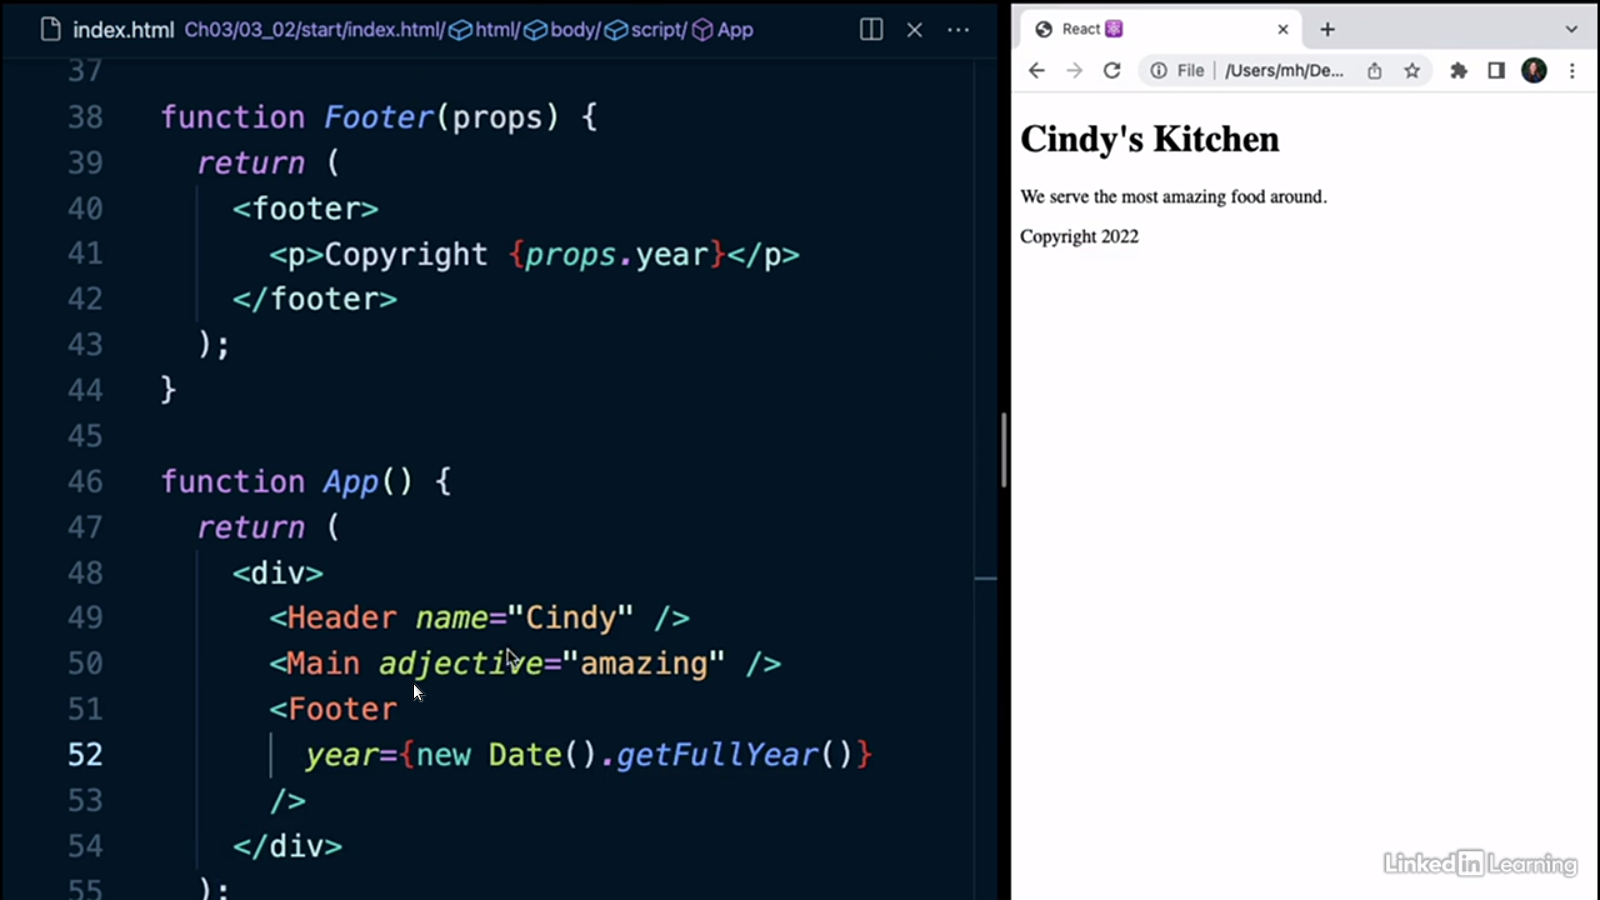 index.html Ch03/03_02/start/index.html/ html/ body/ script/ App
37
38 function Footer(props) {
39 return (
40 <footer>
41 <p>Copyright {props.year}</p>
42 </footer>
43 );
44 }
45
46 function App() {
47 return (
48 <div>
49 <Header name="Cindy" />
50 <Main adjective="amazing" />
51 <Footer
52 year={new Date().getFullYear()}
53 />
54 </div>
55 );
React
File /Users/mh/De...
Cindy's Kitchen
We serve the most amazing food around.
Copyright 2022
Linked in Learning